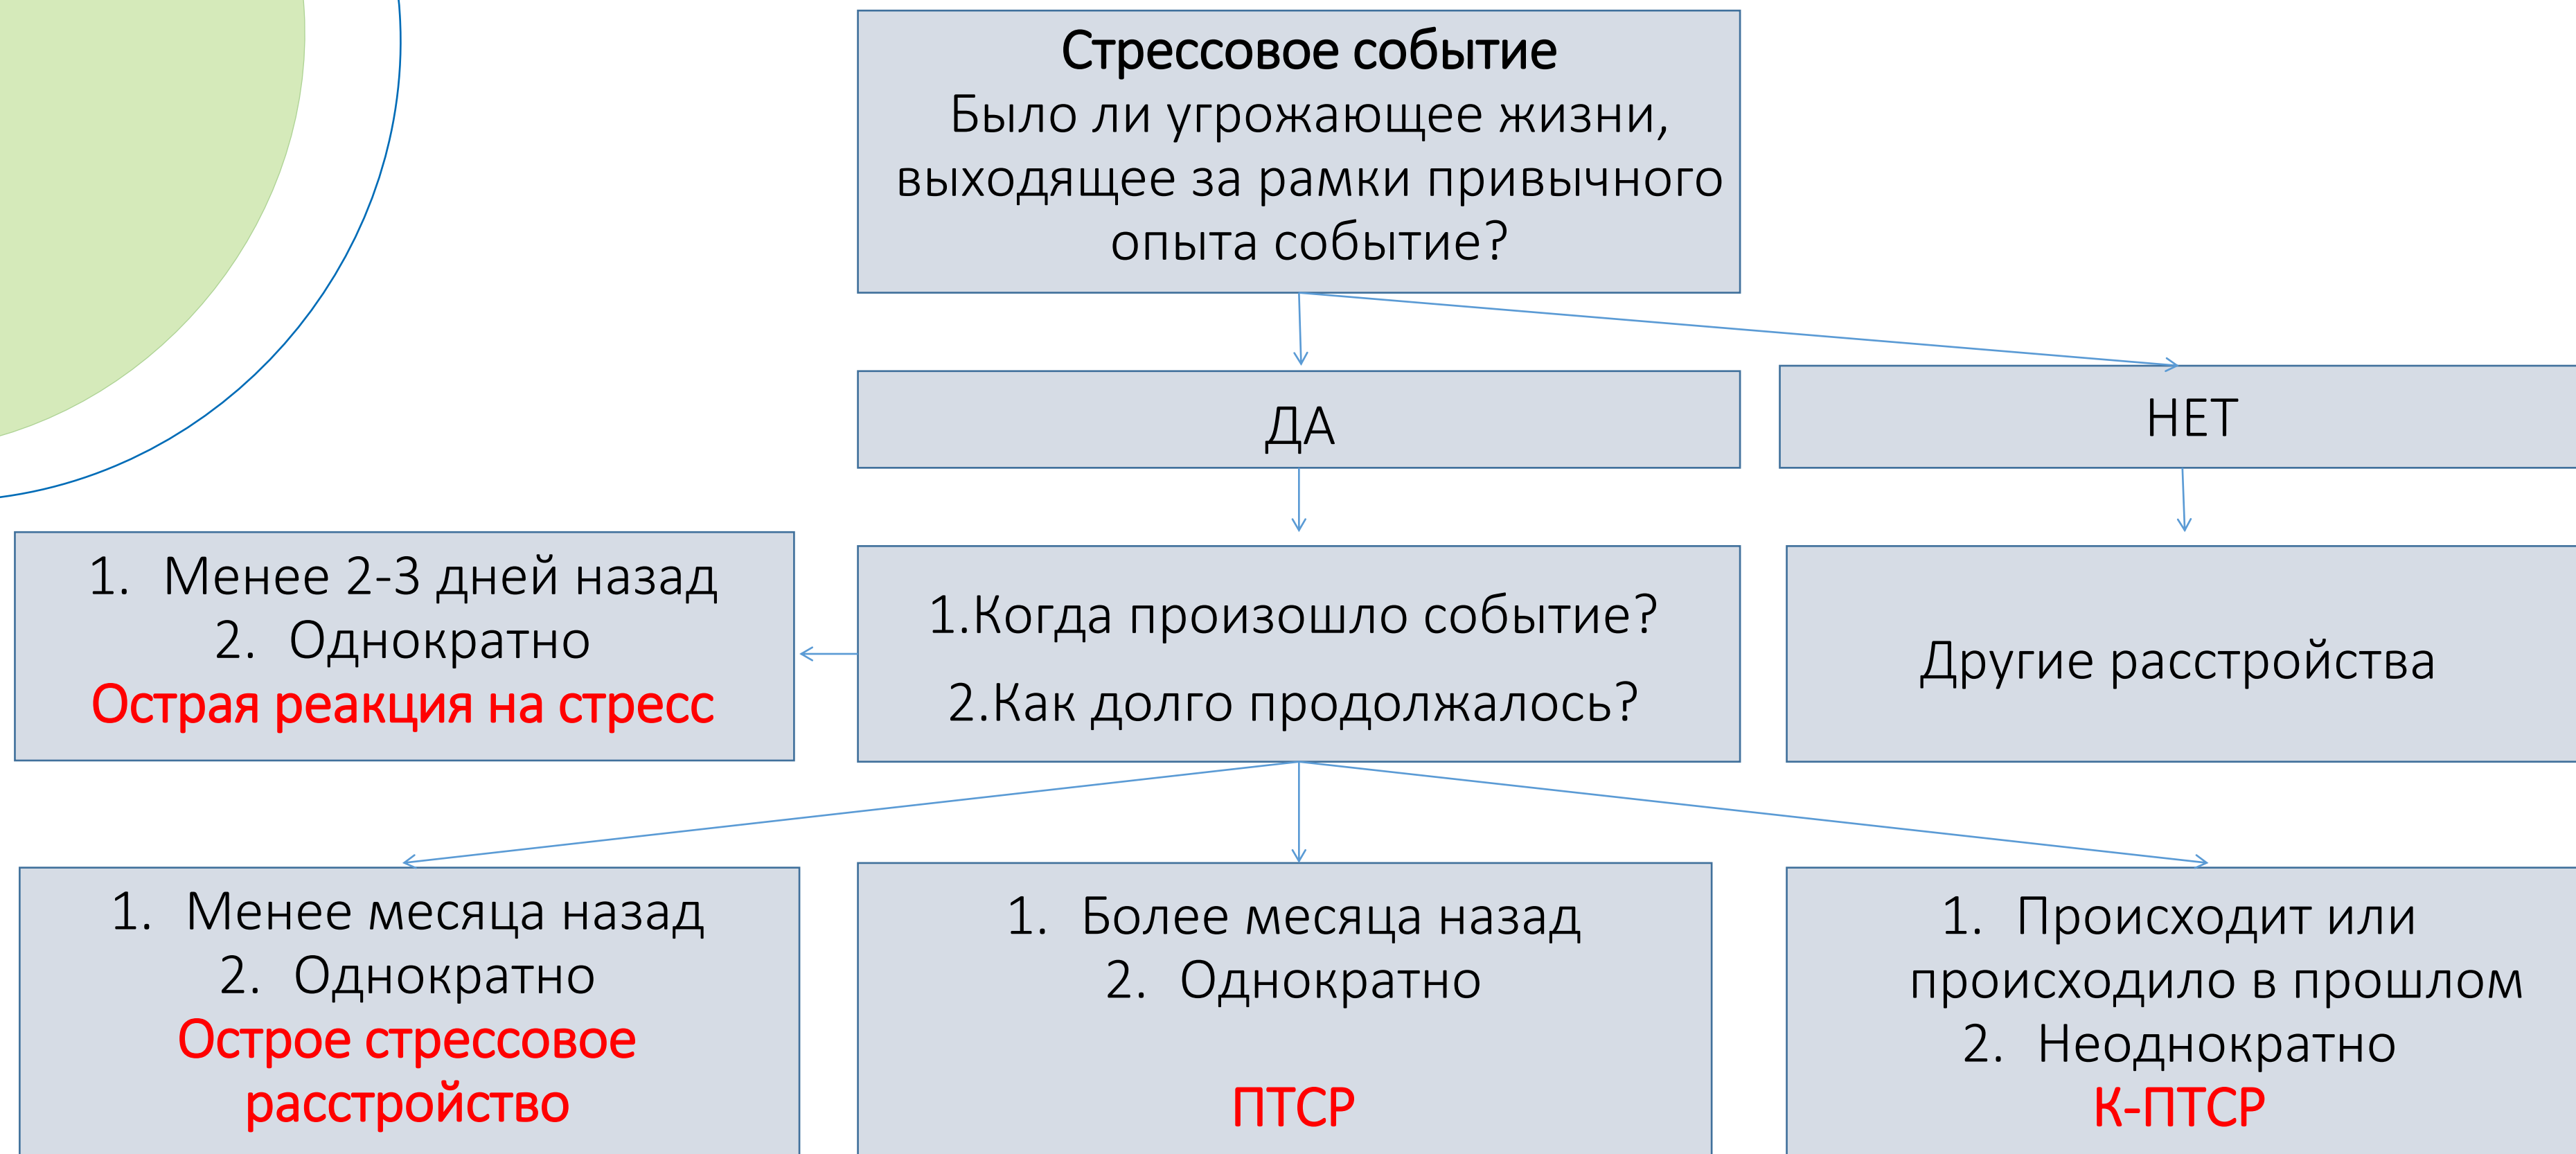 Стрессовое событие
Было ли угрожающее жизни,
выходящее за рамки привычного
опыта событие?
ДА
НЕТ
1. Менее 2-3 дней назад
2. Однократно
Острая реакция на стресс
1.Когда произошло событие?
2.Как долго продолжалось?
Другие расстройства
1. Менее месяца назад
2. Однократно
Острое стрессовое
расстройство
1. Более месяца назад
2. Однократно
ПТСР
1. Происходит или
происходило в прошлом
2. Неоднократно
К-ПТСР